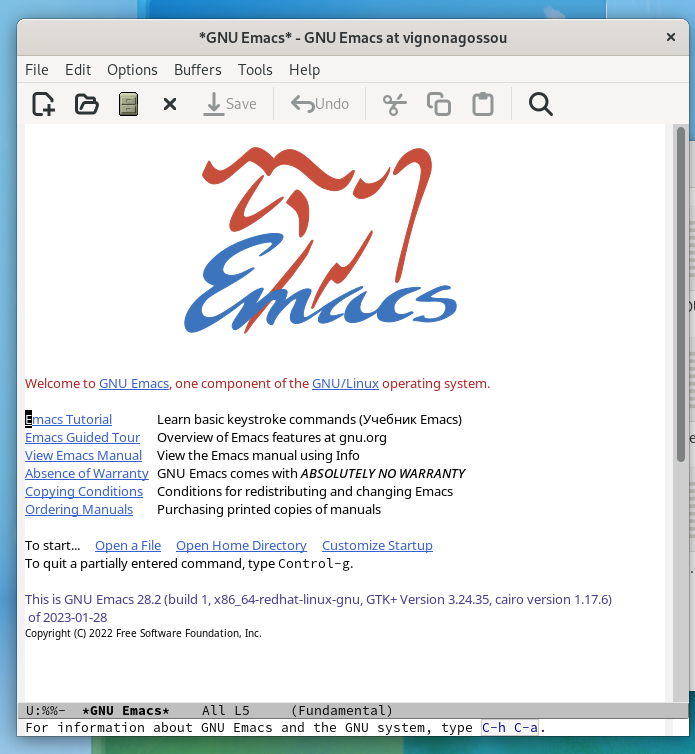 *GNU Emacs* - GNU Emacs at vignonagossou
File Edit Options Buffers Tools Help
Save Undo
Emacs
Welcome to GNU Emacs, one component of the GNU/Linux operating system.
Emacs Tutorial Learn basic keystroke commands (Учебник Emacs)
Emacs Guided Tour Overview of Emacs features at gnu.org
View Emacs Manual View the Emacs manual using Info
Absence of Warranty GNU Emacs comes with ABSOLUTELY NO WARRANTY
Copying Conditions Conditions for redistributing and changing Emacs
Ordering Manuals Purchasing printed copies of manuals
To start... Open a File Open Home Directory Customize Startup
To quit a partially entered command, type Control-g.
This is GNU Emacs 28.2 (build 1, x86_64-redhat-linux-gnu, GTK+ Version 3.24.35, cairo version 1.17.6)
of 2023-01-28
Copyright (C) 2022 Free Software Foundation, Inc.
U:%%- *GNU Emacs* All L5 (Fundamental)
For information about GNU Emacs and the GNU system, type C-h C-a.